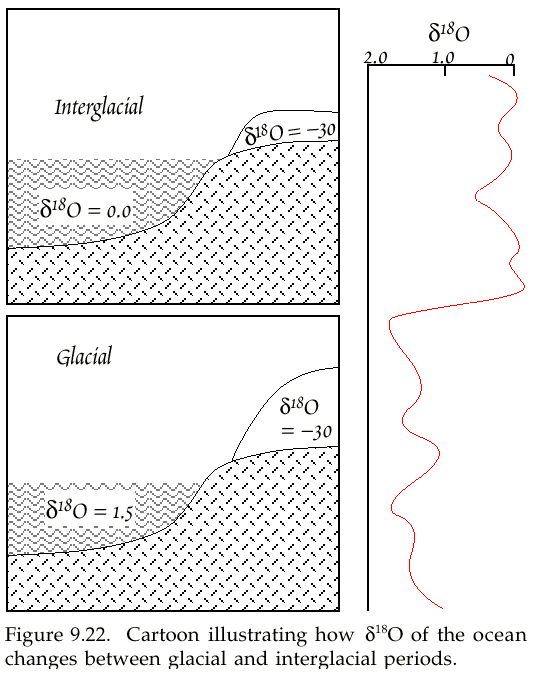 δ¹⁸O
2.0 1.0 0
Interglacial
δ¹⁸O = −30
δ¹⁸O = 0.0
Glacial
δ¹⁸O
= −30
δ¹⁸O = 1.5
Figure 9.22. Cartoon illustrating how δ¹⁸O of the ocean
changes between glacial and interglacial periods.